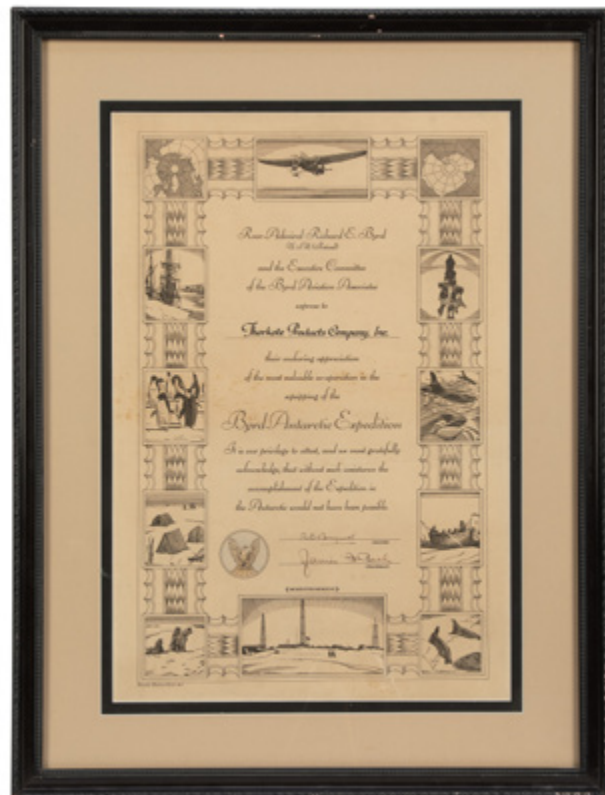 Rear Admiral Richard E. Byrd
(U.S.N. Retired)
and the Executive Committee
of the Byrd Aviation Associates
express to
Thorkote Products Company, Inc.
their enduring appreciation
of the most valuable co-operation in the
equipping of the
Byrd Antarctic Expedition
It is our privilege to attest, and we most gratefully
acknowledge, that without such assistance the
accomplishment of the Expedition in
the Antarctic would not have been possible.